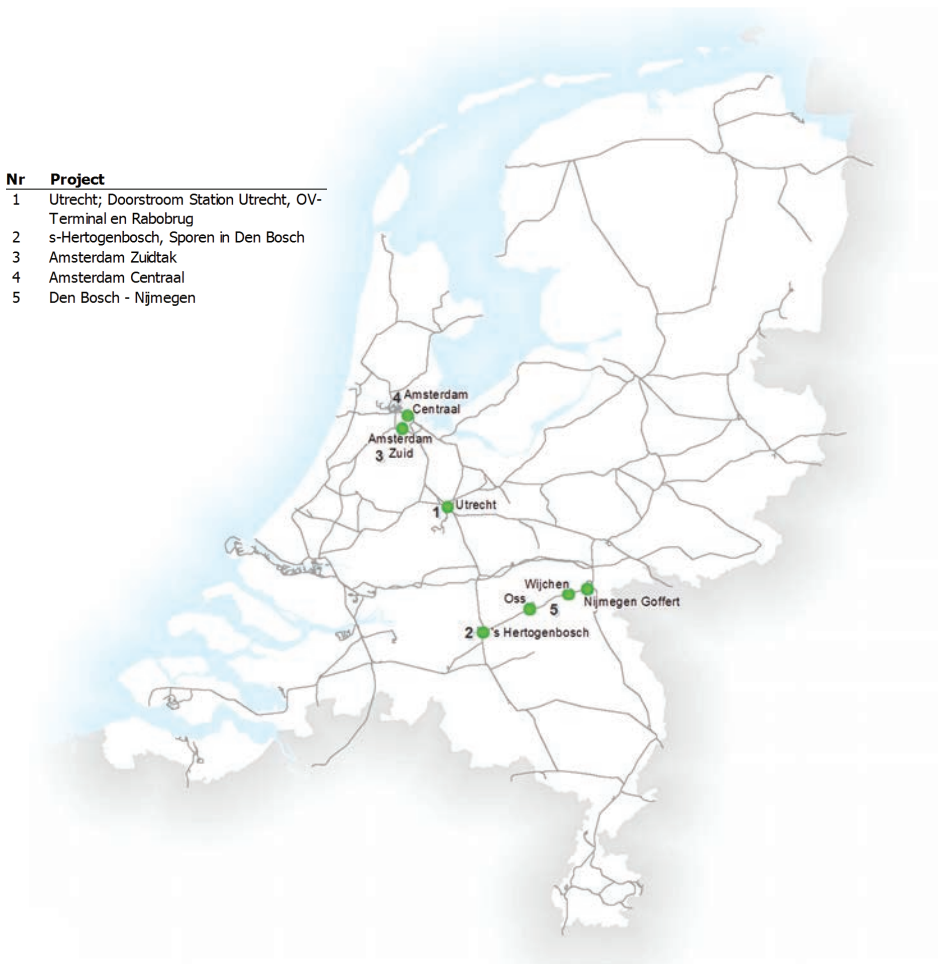 Nr Project
1 Utrecht; Doorstroom Station Utrecht, OV-
Terminal en Rabobrug
2 s-Hertogenbosch, Sporen in Den Bosch
3 Amsterdam Zuidtak
4 Amsterdam Centraal
5 Den Bosch - Nijmegen
4 Amsterdam
Centraal
Amsterdam
3 Zuid
1 Utrecht
Wijchen
Oss
5
Nijmegen Goffert
2 's Hertogenbosch